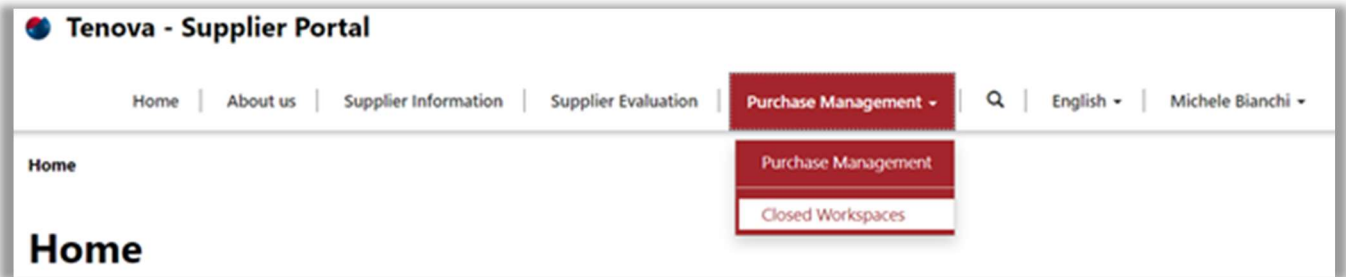 Tenova - Supplier Portal
Home About us Supplier Information Supplier Evaluation Purchase Management English Michele Bianchi
Home
Purchase Management
Closed Workspaces
Home